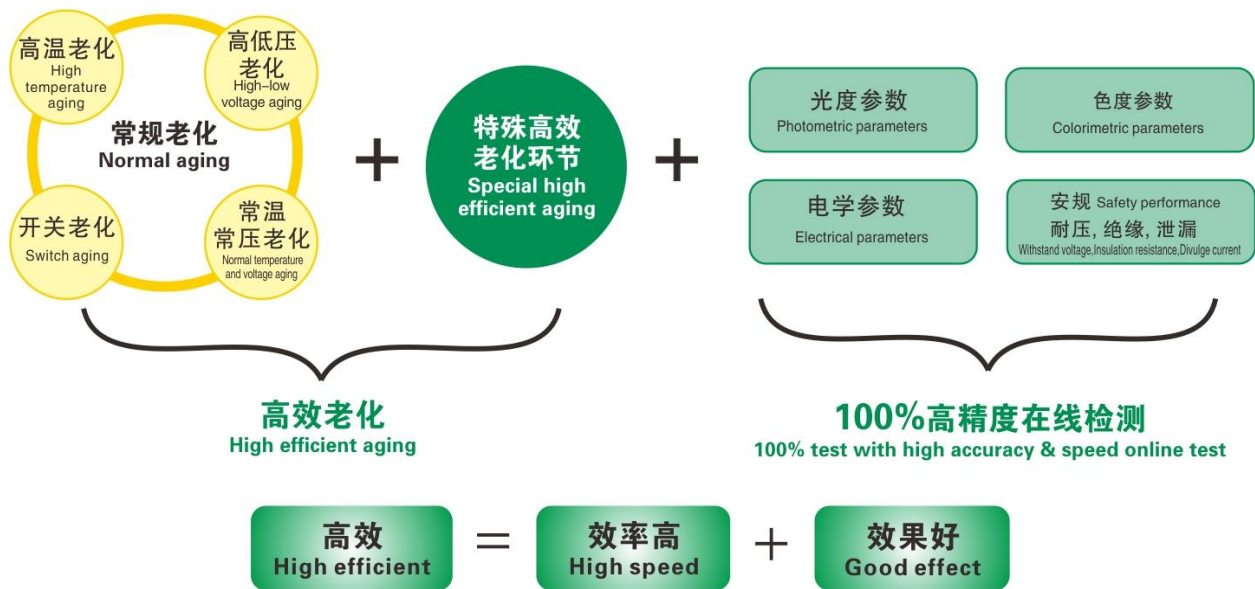 高温老化
High
temperature
aging
高低压
老化
High-low
voltage aging
常规老化
Normal aging
开关老化
Switch aging
常温
常压老化
Normal temperature
and voltage aging
+
特殊高效
老化环节
Special high
efficient aging
+
光度参数
Photometric parameters
色度参数
Colorimetric parameters
电学参数
Electrical parameters
安规 Safety performance
耐压, 绝缘, 泄漏
Withstand voltage,Insulation resistance,Divulge current
高效老化
High efficient aging
100%高精度在线检测
100% test with high accuracy & speed online test
高效
High efficient
=
效率高
High speed
+
效果好
Good effect